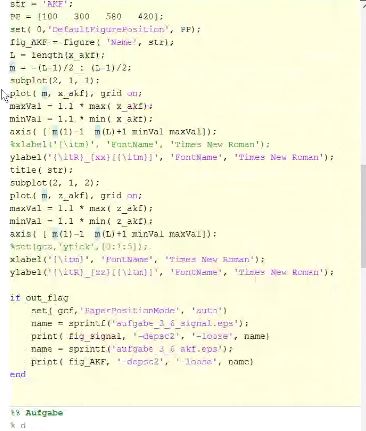 str = 'AKF';
PP = [100 300 580 420];
set( 0,'DefaultFigurePosition', PP);
fig_AKF = figure( 'Name', str);
L = length(x_akf);
m = -(L-1)/2 : (L-1)/2;
subplot(2, 1, 1);
plot( m, x_akf), grid on;
maxVal = 1.1 * max( x_akf);
minVal = 1.1 * min( x_akf);
axis( [ m(1)-1 m(L)+1 minVal maxVal]);
%xlabel('[\itm]', 'FontName', 'Times New Roman');
ylabel('{\itR}_{xx}[{\itm}]', 'FontName', 'Times New Roman');
title( str);
subplot(2, 1, 2);
plot( m, z_akf), grid on;
maxVal = 1.1 * max( z_akf);
minVal = 1.1 * min( z_akf);
axis( [ m(1)-1 m(L)+1 minVal maxVal]);
%set(gca,'ytick',[0:?:5]);
xlabel('{\itm}', 'FontName', 'Times New Roman');
ylabel('{\itR}_{zz}[{\itm}]', 'FontName', 'Times New Roman');
if out_flag
set( gcf,'PaperPositionMode', 'auto')
name = sprintf('aufgabe_3_6_signal.eps');
print( fig_signal, '-depsc2', '-loose', name)
name = sprintf('aufgabe_3_6_akf.eps');
print( fig_AKF, '-depsc2', '-loose', name)
end
%% Aufgabe
% d